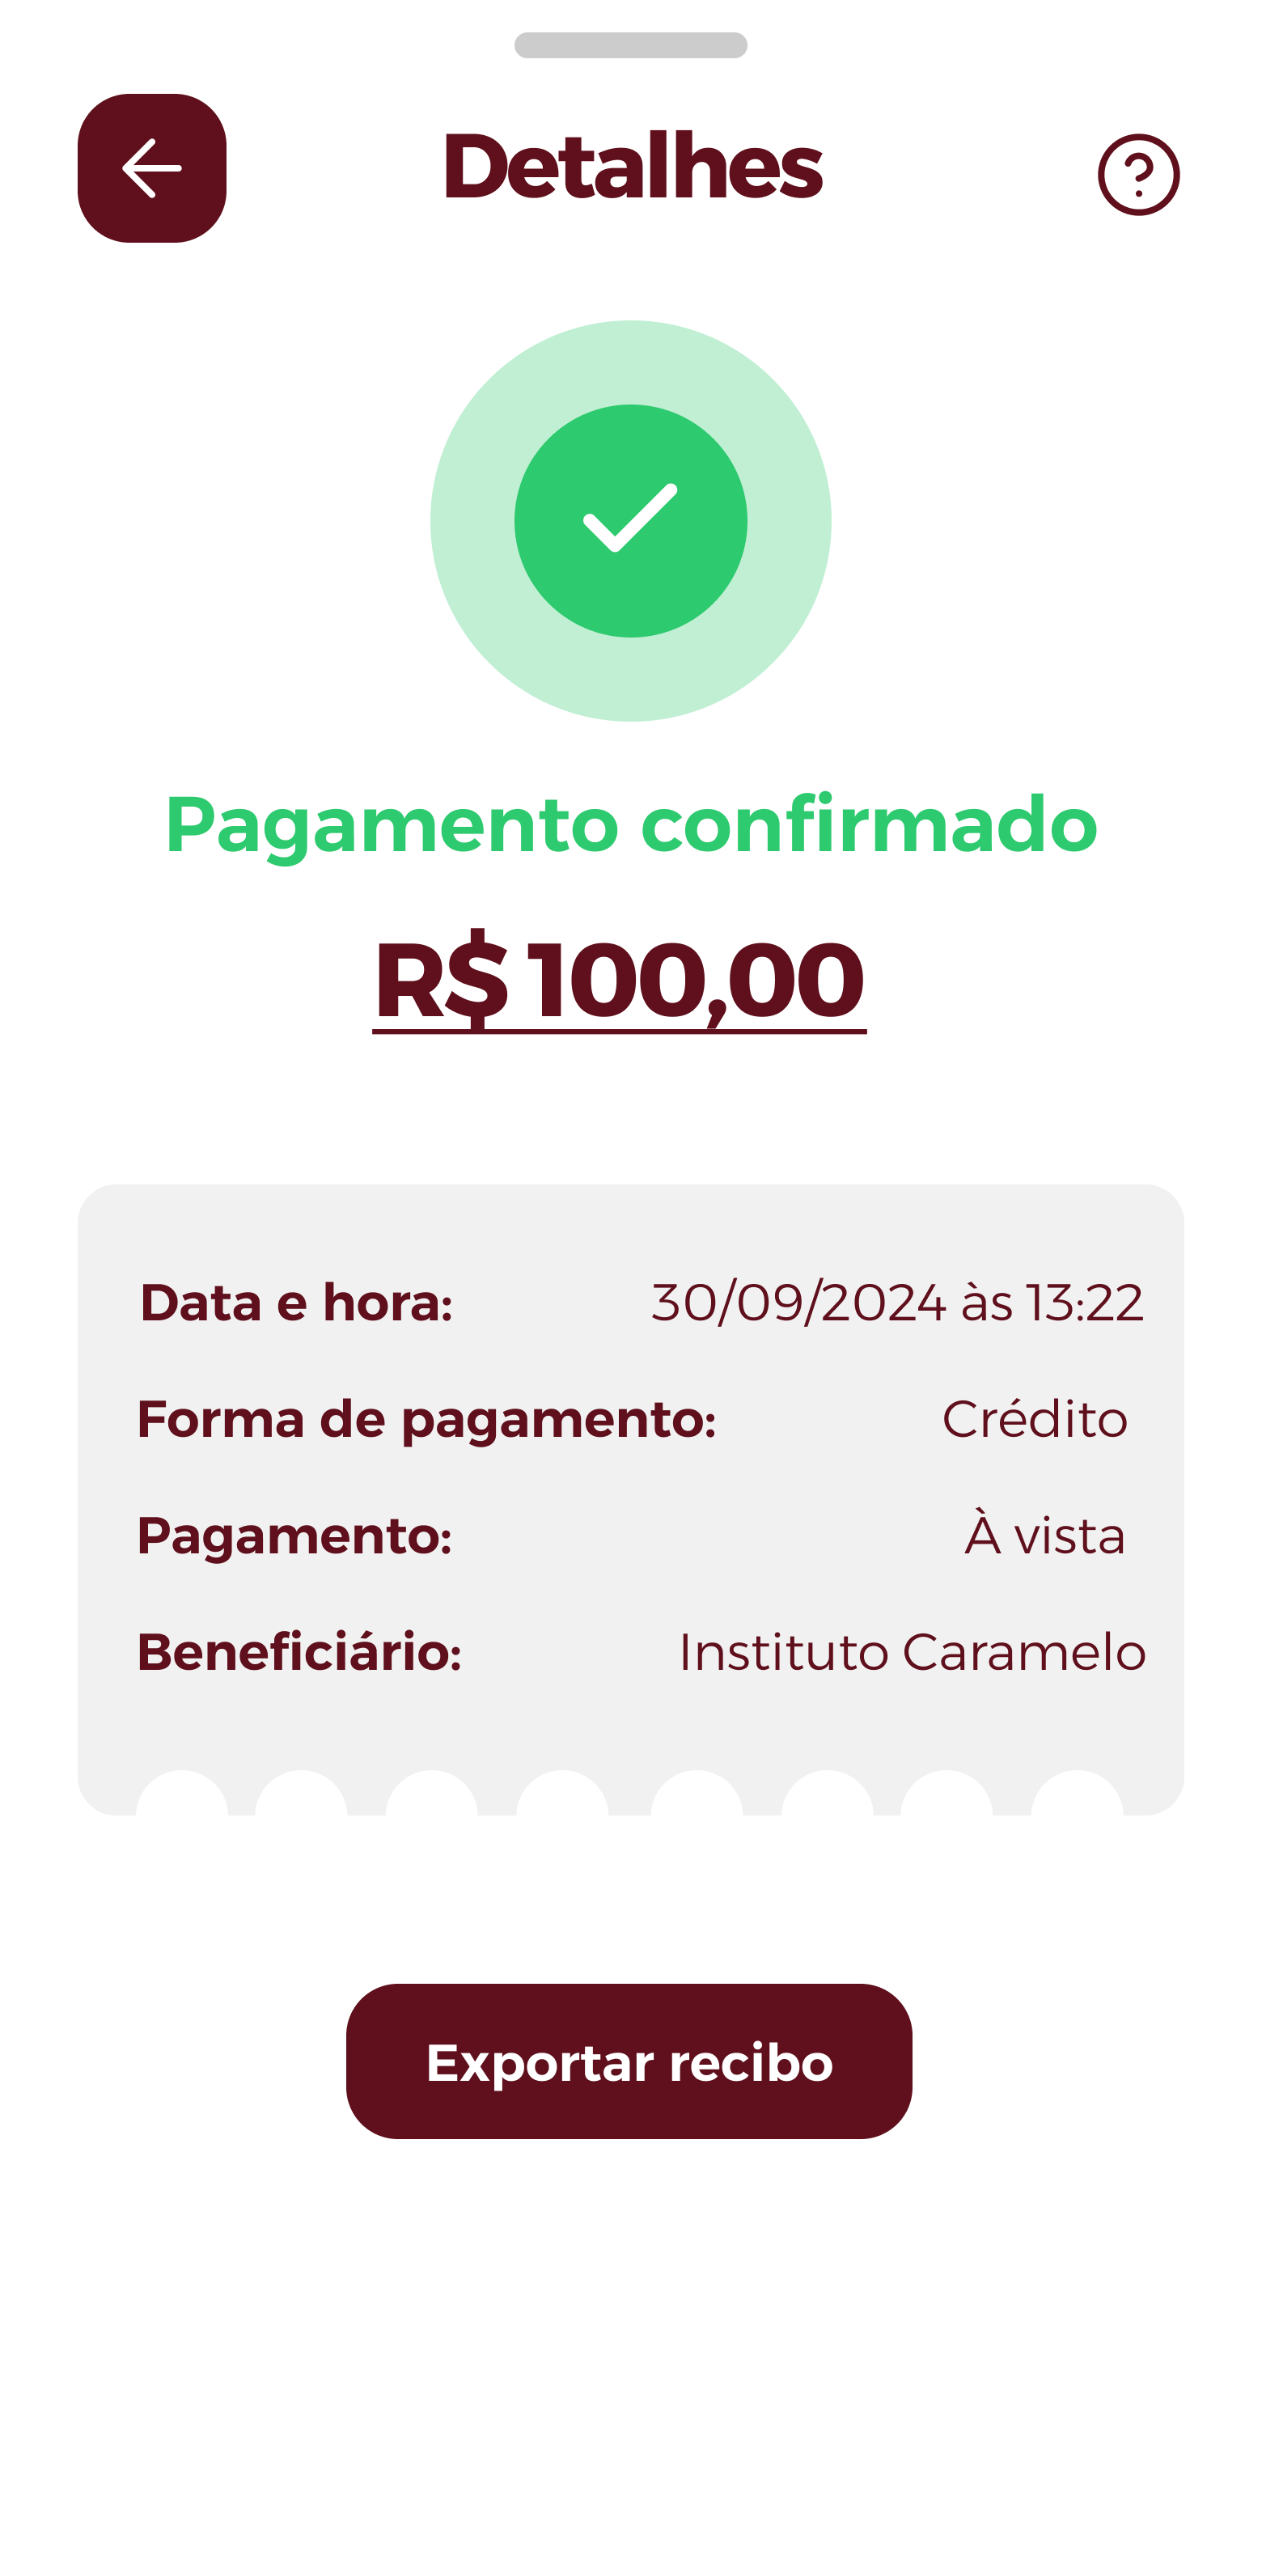 Detalhes
Pagamento confirmado
R$ 100,00
Data e hora: 30/09/2024 às 13:22
Forma de pagamento: Crédito
Pagamento: À vista
Beneficiário: Instituto Caramelo
Exportar recibo